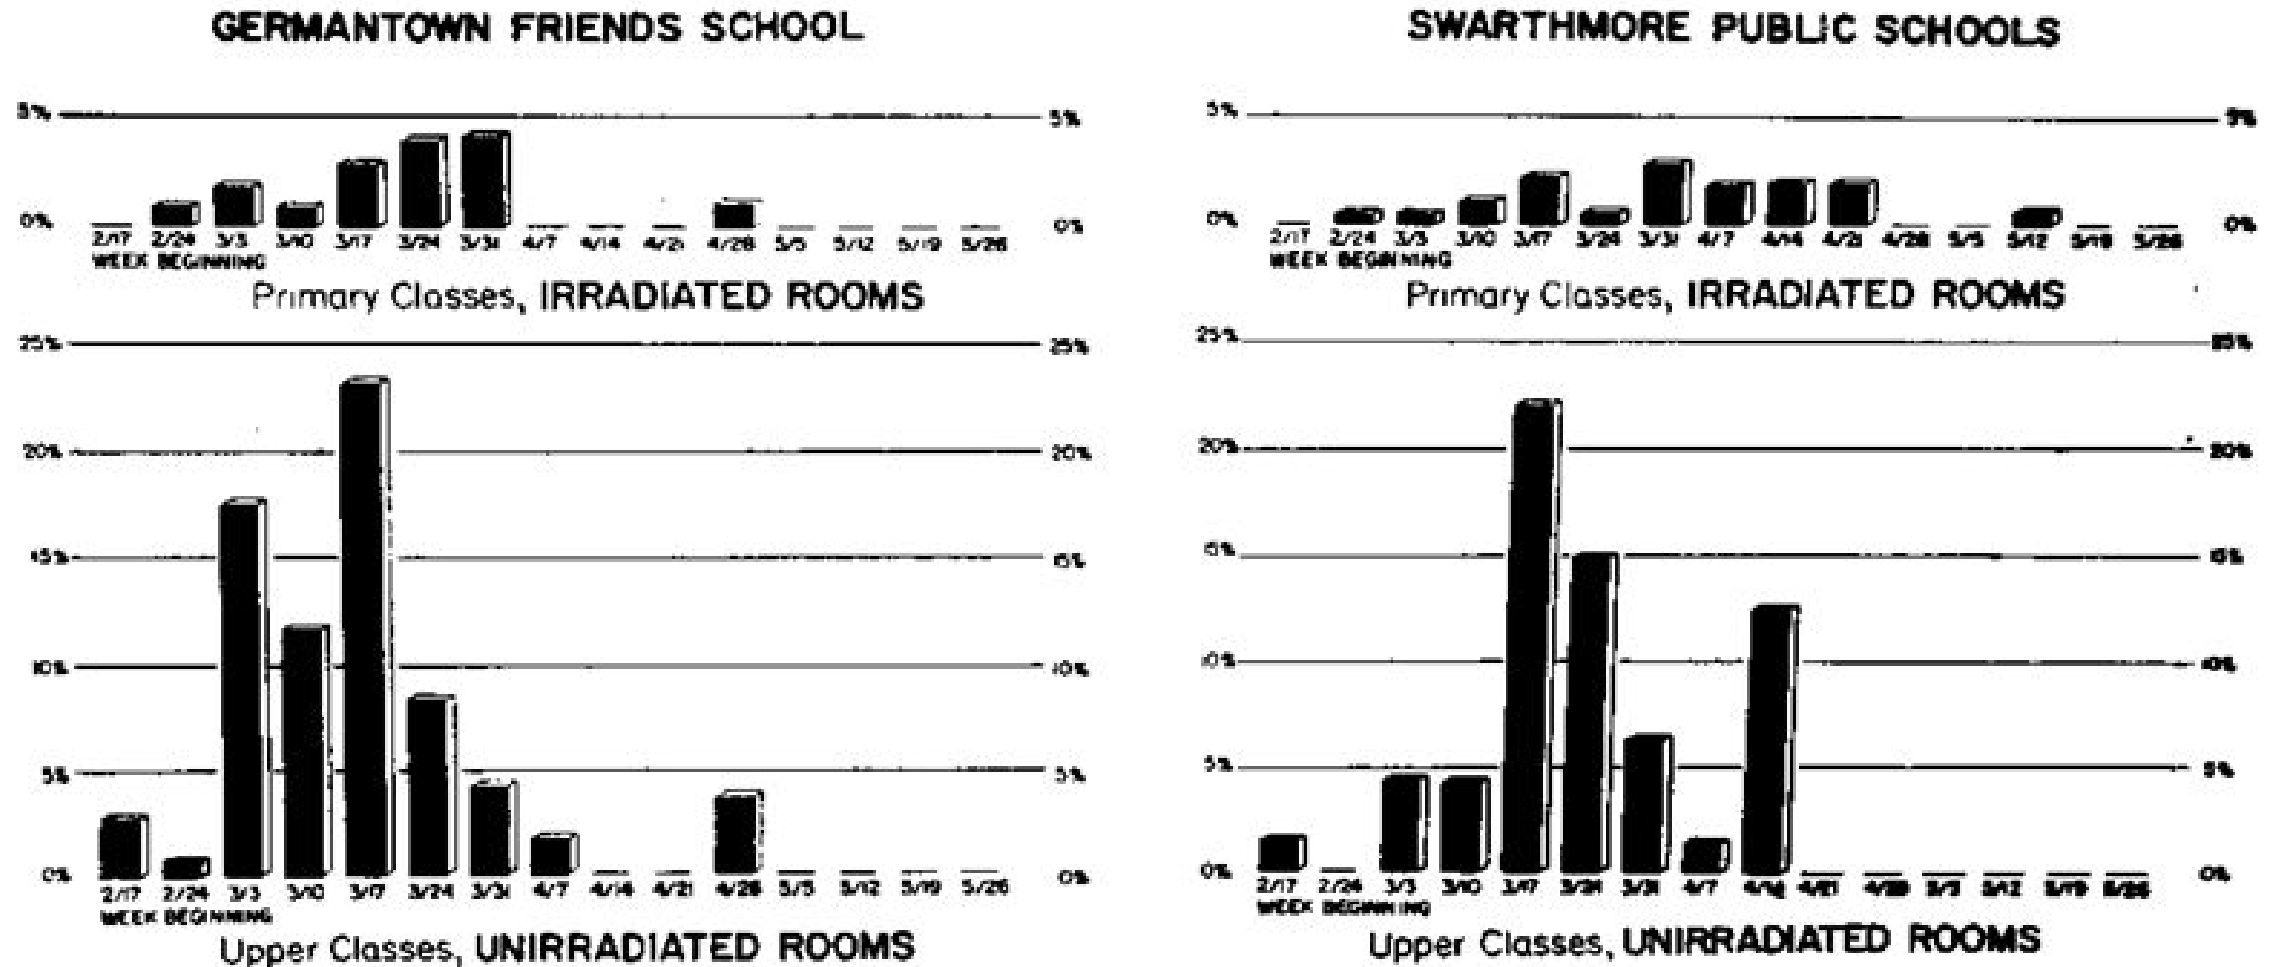 GERMANTOWN FRIENDS SCHOOL
5% 5%
0% 0%
2/17 2/24 3/3 3/10 3/17 3/24 3/31 4/7 4/14 4/21 4/28 5/5 5/12 5/19 5/26
WEEK BEGINNING
Primary Classes, IRRADIATED ROOMS
25% 25%
20% 20%
15% 15%
10% 10%
5% 5%
0% 0%
2/17 2/24 3/3 3/10 3/17 3/24 3/31 4/7 4/14 4/21 4/28 5/5 5/12 5/19 5/26
WEEK BEGINNING
Upper Classes, UNIRRADIATED ROOMS
SWARTHMORE PUBLIC SCHOOLS
5% 5%
0% 0%
2/17 2/24 3/3 3/10 3/17 3/24 3/31 4/7 4/14 4/21 4/28 5/5 5/12 5/19 5/26
WEEK BEGINNING
Primary Classes, IRRADIATED ROOMS
25% 25%
20% 20%
15% 15%
10% 10%
5% 5%
0% 0%
2/17 2/24 3/3 3/10 3/17 3/24 3/31 4/7 4/14 4/21 4/28 5/5 5/12 5/19 5/26
WEEK BEGINNING
Upper Classes, UNIRRADIATED ROOMS